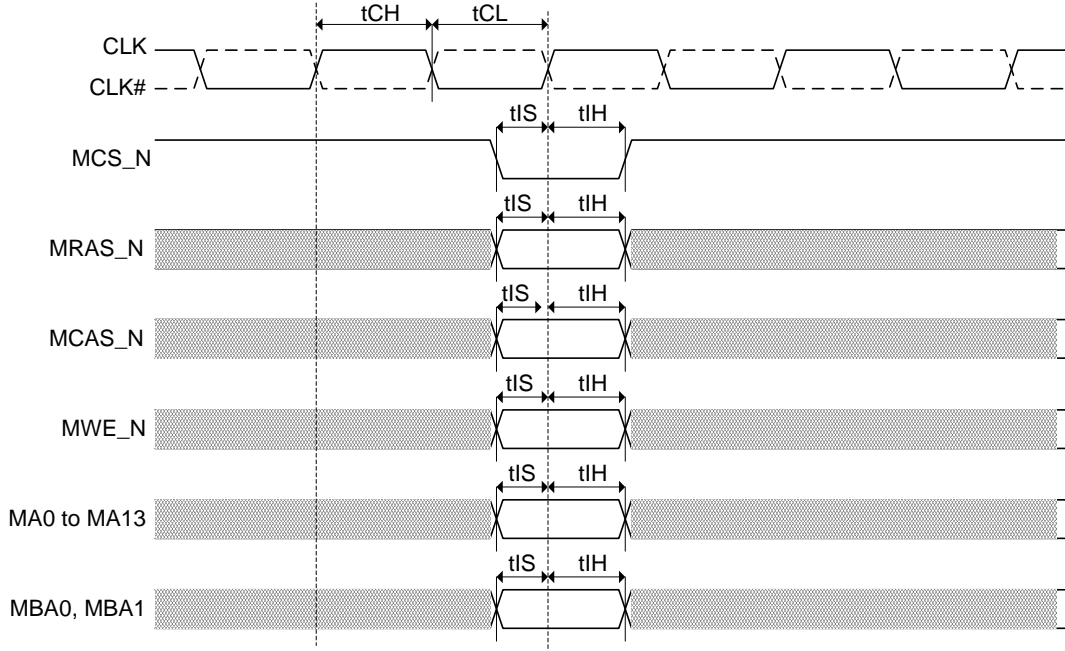 tCH tCL
CLK
CLK#
tIS tIH
MCS_N
tIS tIH
MRAS_N
tIS tIH
MCAS_N
tIS tIH
MWE_N
tIS tIH
MA0 to MA13
tIS tIH
MBA0, MBA1